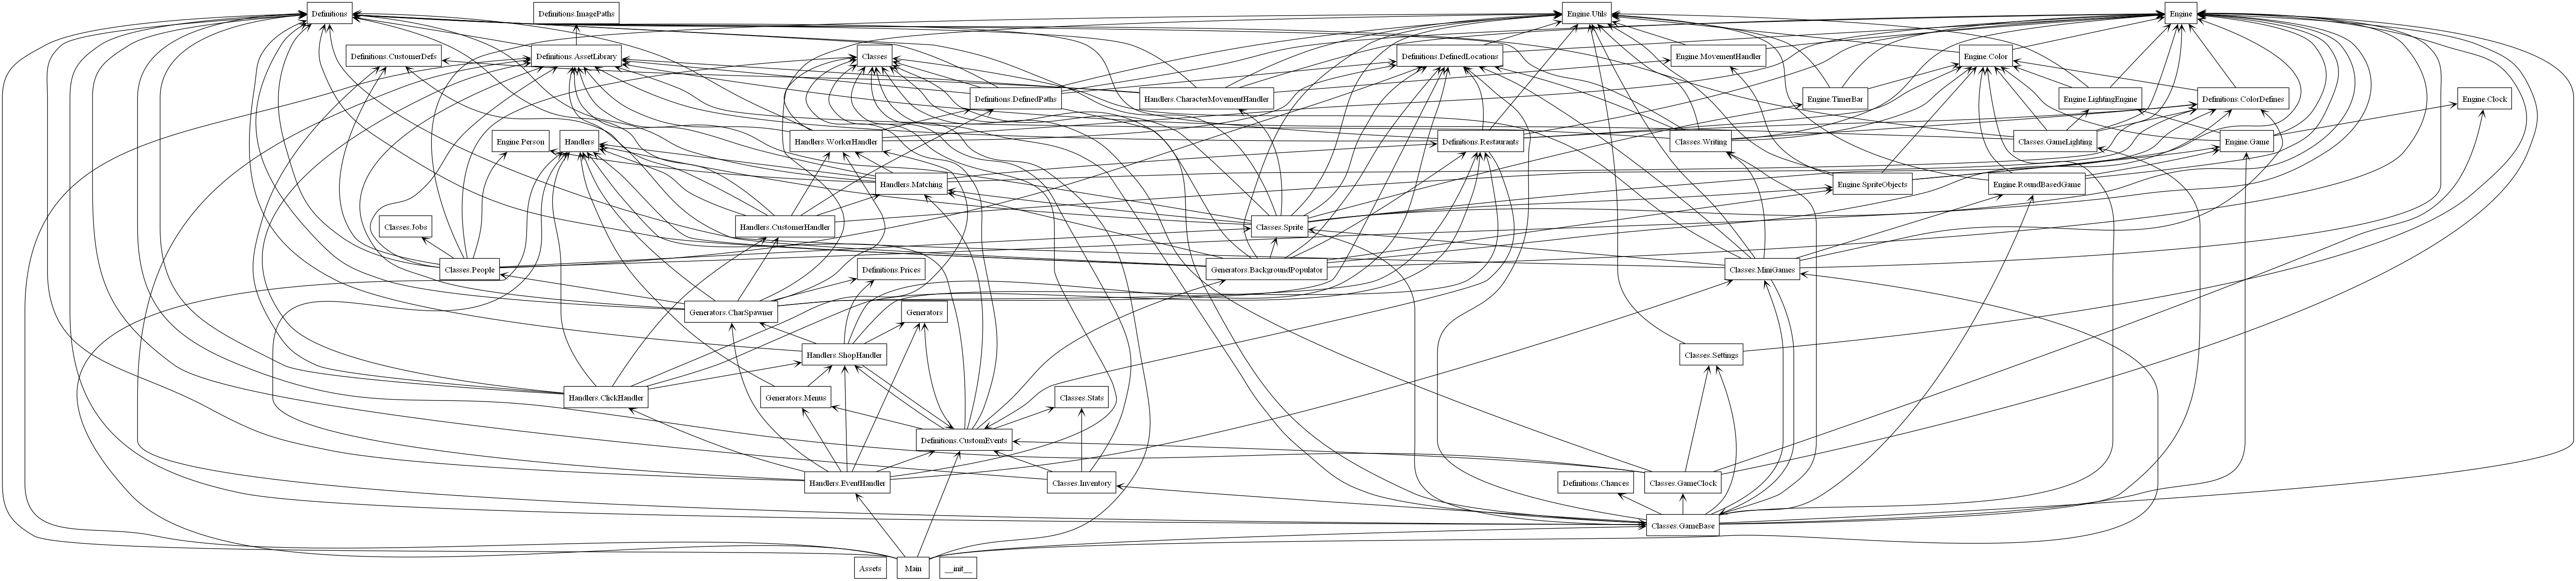 Definitions
Definitions.ImagePaths
Engine.Utils
Engine
Definitions.CustomerDefs
Definitions.AssetLibrary
Classes
Definitions.DefinedLocations
Engine.MovementHandler
Engine.Color
Definitions.DefinedPaths
Handlers.CharacterMovementHandler
Engine.TimerBar
Engine.LightingEngine
Definitions.ColorDefines
Engine.Clock
Engine.Person
Handlers
Handlers.WorkerHandler
Definitions.Restaurants
Classes.Writing
Classes.GameLighting
Engine.Game
Handlers.Matching
Engine.SpriteObjects
Engine.RoundBasedGame
Classes.Jobs
Handlers.CustomerHandler
Classes.Sprite
Classes.People
Definitions.Prices
Generators.BackgroundPopulator
Classes.MiniGames
Generators.CharSpawner
Generators
Handlers.ShopHandler
Classes.Settings
Handlers.ClickHandler
Generators.Menus
Classes.Stats
Definitions.CustomEvents
Handlers.EventHandler
Classes.Inventory
Definitions.Chances
Classes.GameClock
Classes.GameBase
Assets
Main
__init__